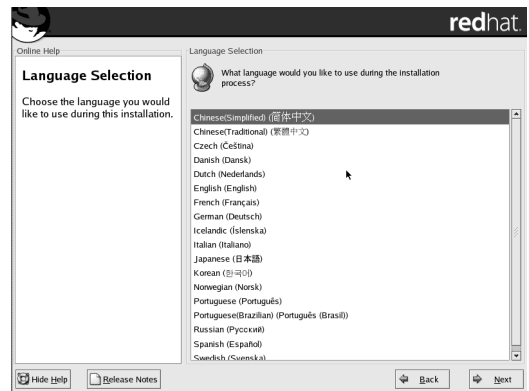 redhat.
Online Help
Language Selection
Choose the language you would
like to use during this installation.
Language Selection
What language would you like to use during the installation
process?
Chinese(Simplified) (简体中文)
Chinese(Traditional) (繁體中文)
Czech (Čeština)
Danish (Dansk)
Dutch (Nederlands)
English (English)
French (Français)
German (Deutsch)
Icelandic (Íslenska)
Italian (Italiano)
Japanese (日本語)
Korean (한국어)
Norwegian (Norsk)
Portuguese (Português)
Portuguese(Brazilian) (Português (Brasil))
Russian (Русский)
Spanish (Español)
Swedish (Svenska)
Hide Help
Release Notes
Back
Next